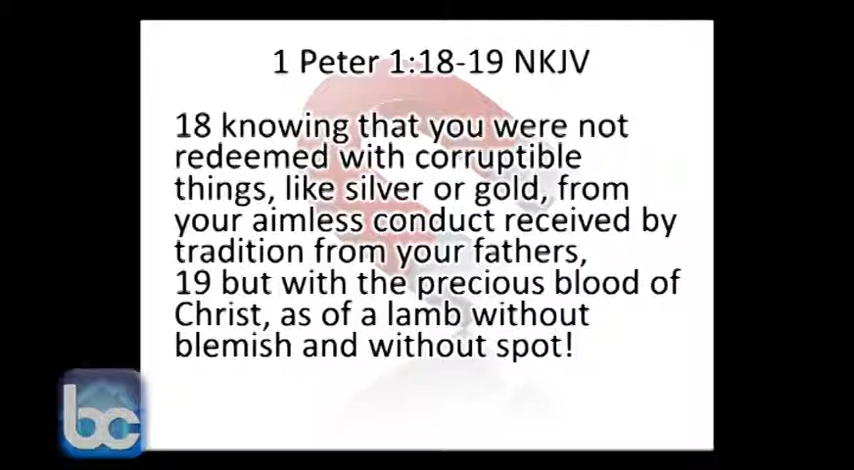 1 Peter 1:18-19 NKJV
18 knowing that you were not
redeemed with corruptible
things, like silver or gold, from
your aimless conduct received by
tradition from your fathers,
19 but with the precious blood of
Christ, as of a lamb without
blemish and without spot!
bc